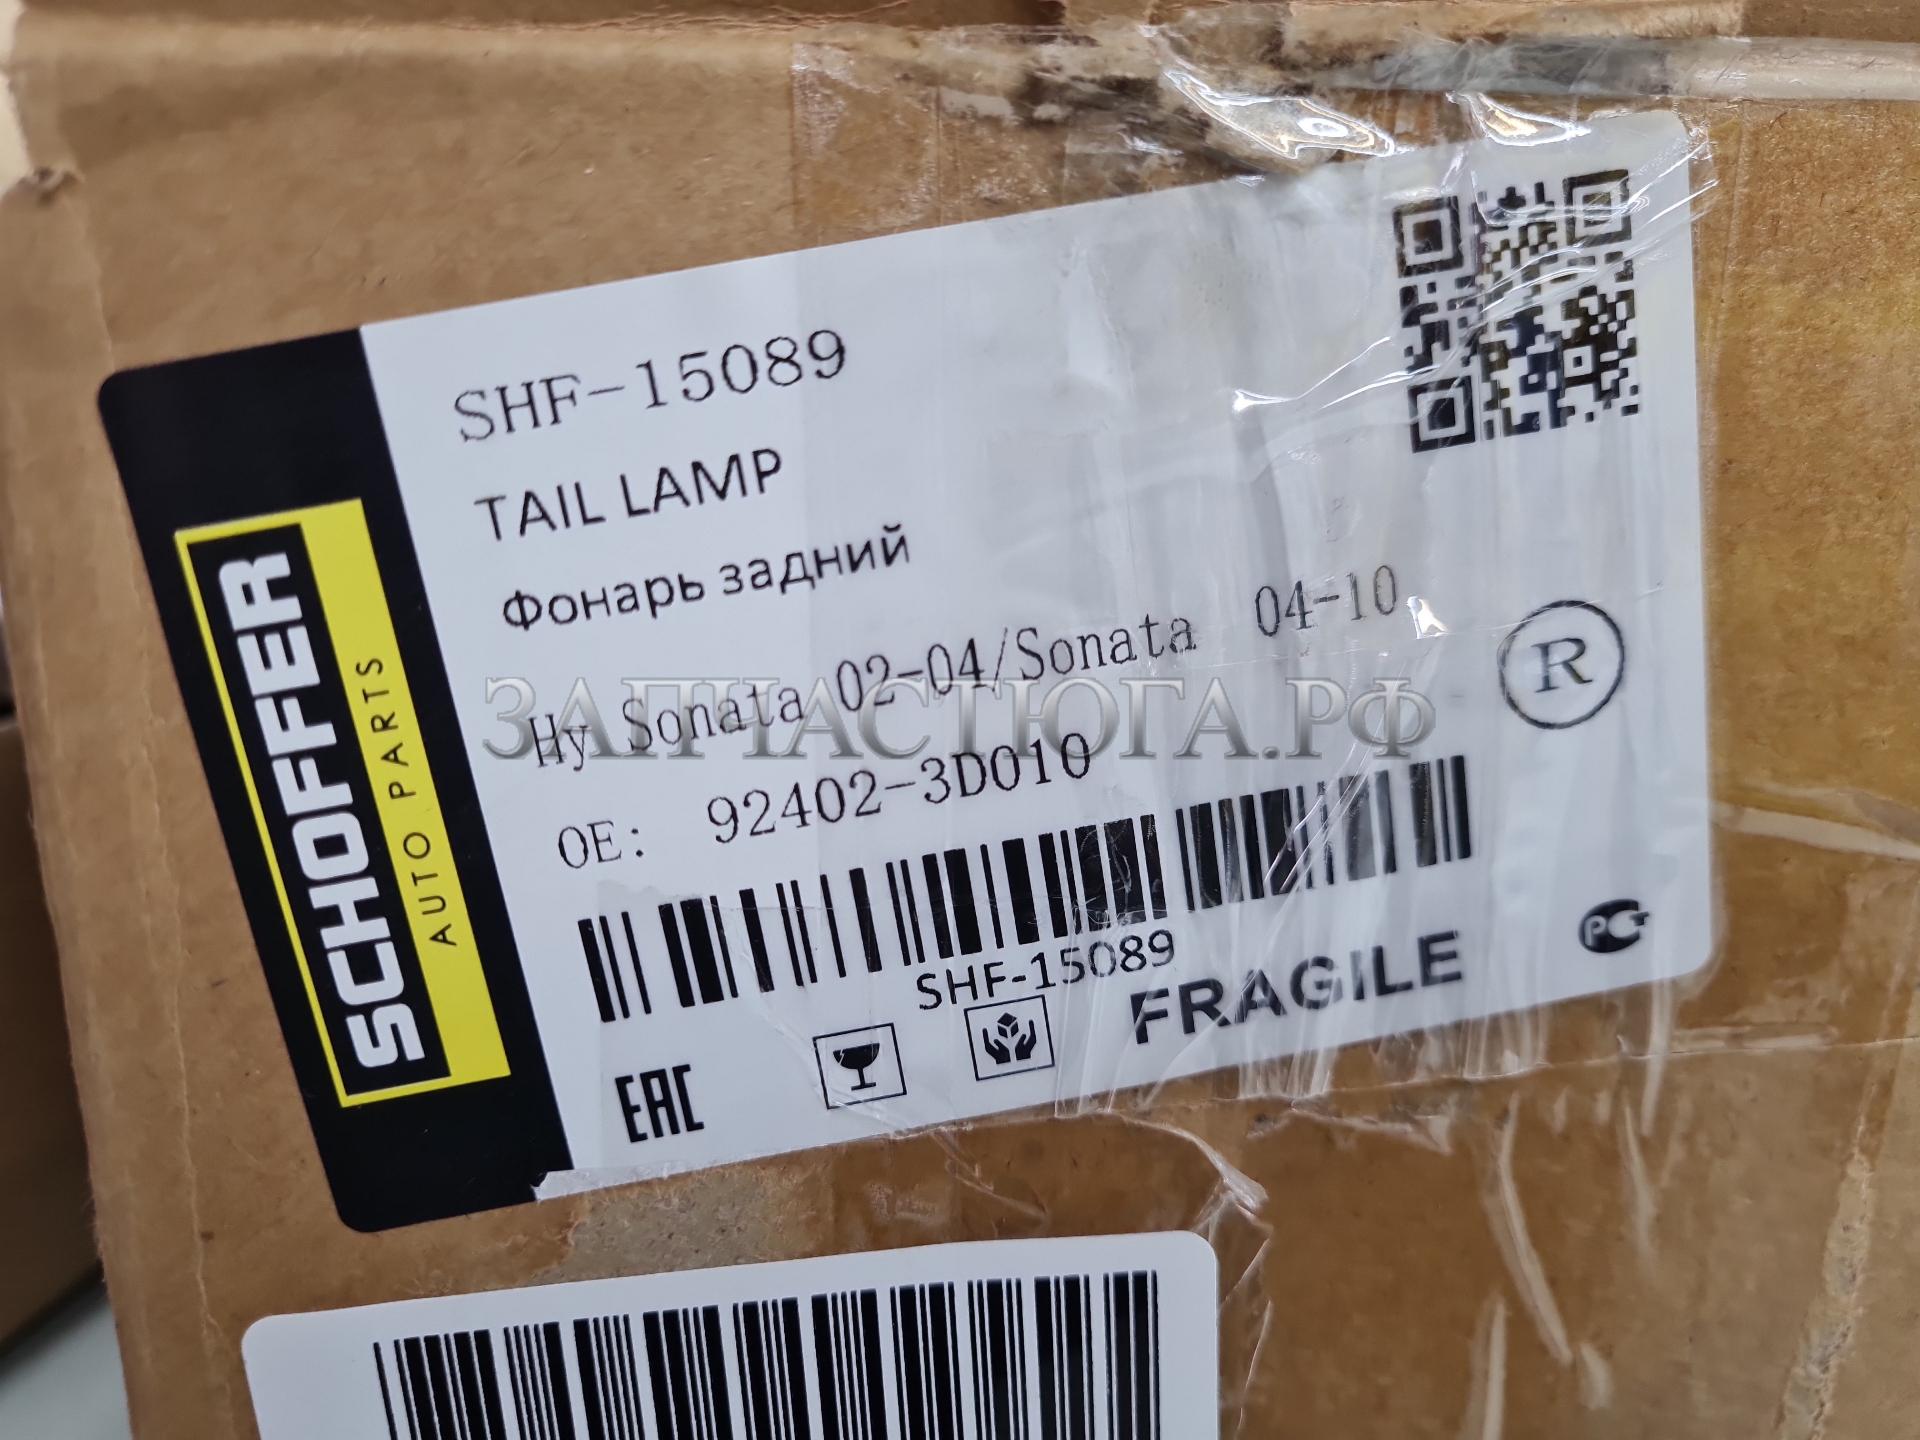 SHF-15089
TAIL LAMP
Фонарь задний
Hy Sonata 02-04/Sonata 04-10
ЗАПЧАСТЮГА.РФ
OE: 92402-3D010
R
SHF-15089
FRAGILE
EAC
РС
SCHOFFER
AUTO PARTS